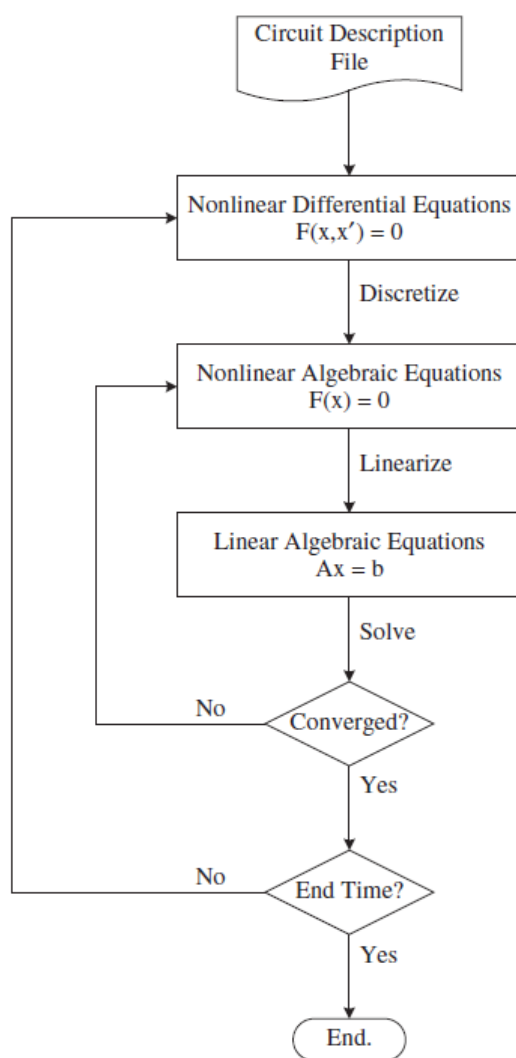 Circuit Description
File
Nonlinear Differential Equations
F(x,x′) = 0
Discretize
Nonlinear Algebraic Equations
F(x) = 0
Linearize
Linear Algebraic Equations
Ax = b
Solve
No
Converged?
Yes
No
End Time?
Yes
End.